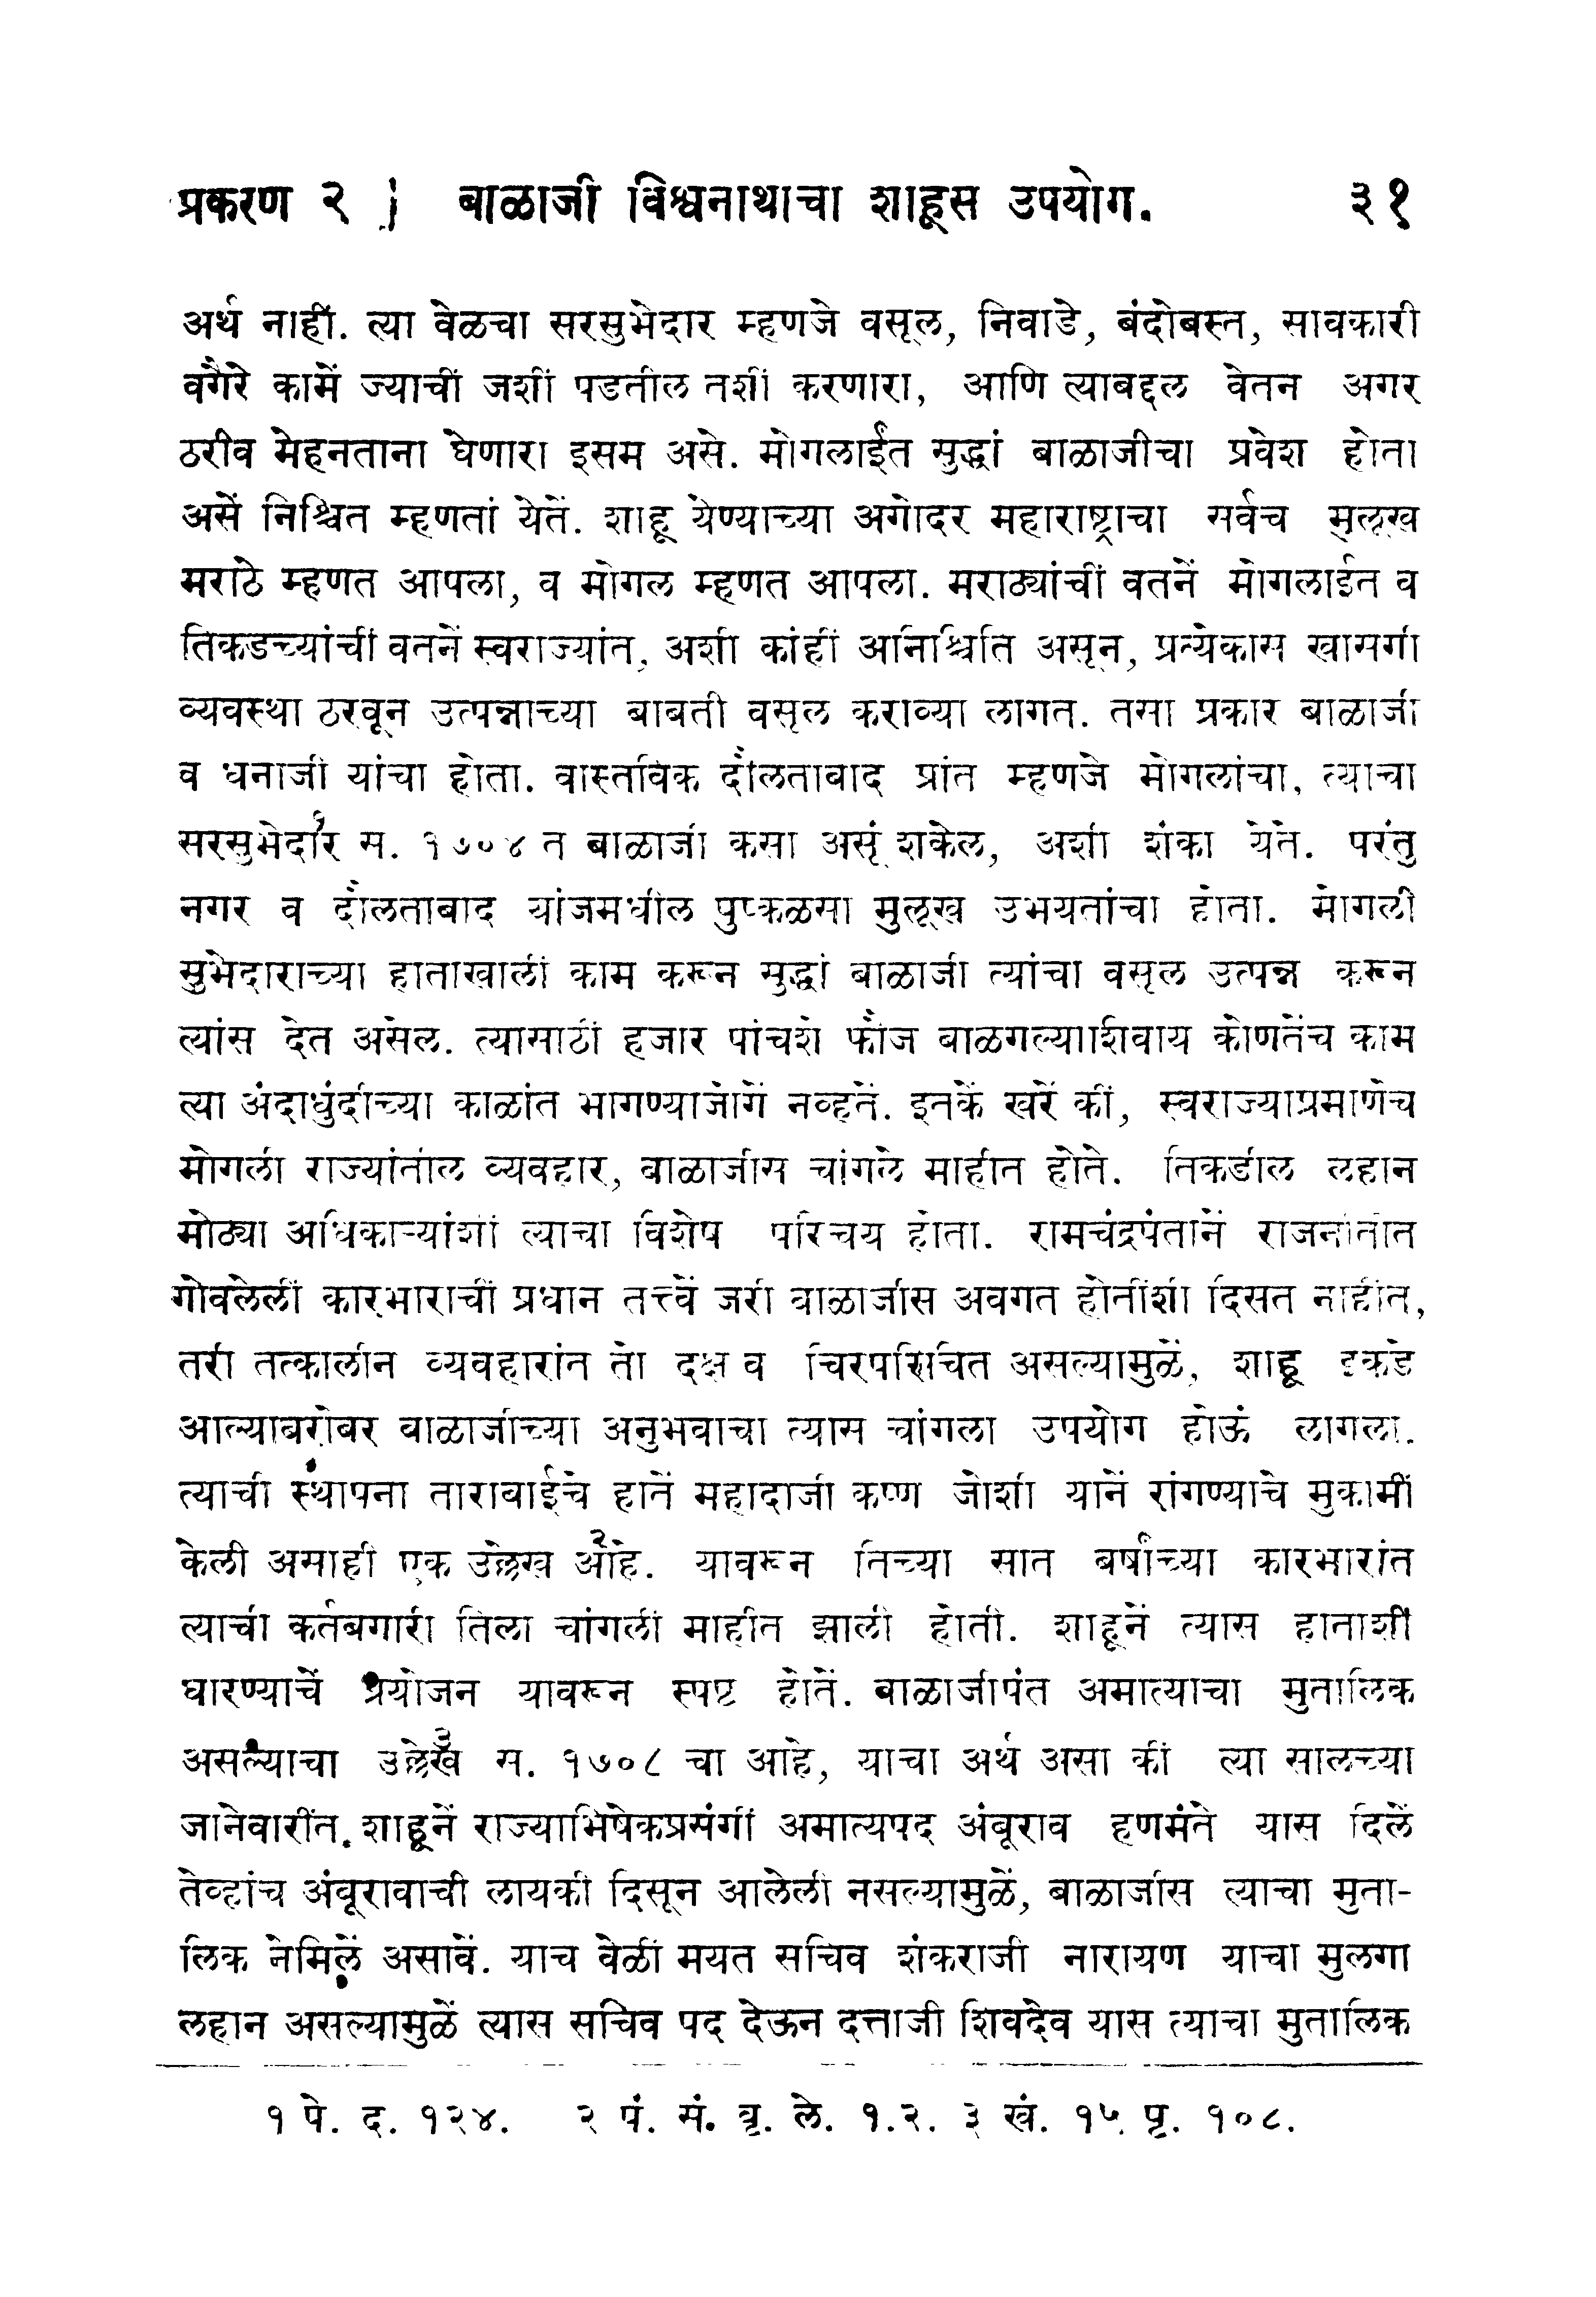 प्रकरण २ ] बाळाजी विश्वनाथाचा शाहूस उपयोग. ३१
अर्थ नाहीं. त्या वेळचा सरसुभेदार म्हणजे वसूल, निवाडे, बंदोबस्त, सावकारी
वगैरे कामें ज्याचीं जशीं पडतील तशीं करणारा, आणि त्याबद्दल वेतन अगर
ठरीव मेहनताना घेणारा इसम असे. मोगलाईंत सुद्धां बाळाजीचा प्रवेश होता
असें निश्चित म्हणतां येतें. शाहू येण्याच्या अगोदर महाराष्ट्राचा सर्वच मुलूख
मराठे म्हणत आपला, व मोगल म्हणत आपला. मराठ्यांचीं वतनें मोगलाईत व
तिकडच्यांचीं वतनें स्वराज्यांत, अशी कांहीं अनिश्चिति असून, प्रत्येकास खासगी
व्यवस्था ठरवून उत्पन्नाच्या बाबती वसूल कराव्या लागत. तसा प्रकार बाळाजी
व धनाजी यांचा होता. वास्तविक दौलताबाद प्रांत म्हणजे मोगलांचा, त्याचा
सरसुभेदार१ स. १७०४ त बाळाजी कसा असूं शकेल, अशी शंका येते. परंतु
नगर व दौलताबाद यांजमधील पुष्कळसा मुलूख उभयतांचा होता. मोगली
सुभेदाराच्या हाताखालीं काम करून सुद्धां बाळाजी त्यांचा वसूल उत्पन्न करून
त्यांस देत असेल. त्यासाठीं हजार पांचशे फौज बाळगल्याशिवाय कोणतेंच काम
त्या अंदाधुंदीच्या काळांत भागण्याजोगें नव्हतें. इतकें खरें कीं, स्वराज्याप्रमाणेंच
मोगली राज्यांतील व्यवहार, बाळाजीस चांगले माहीत होते. तिकडील लहान
मोठ्या अधिकाऱ्यांशीं त्याचा विशेष परिचय होता. रामचंद्रपंतानें राजनीतींत
गोवलेलीं कारभाराचीं प्रधान तत्त्वें जरी बाळाजीस अवगत होतींशीं दिसत नाहींत,
तरी तत्कालीन व्यवहारांत तो दक्ष व चिरपरिचित असल्यामुळें, शाहू इकडे
आल्याबरोबर बाळाजीच्या अनुभवाचा त्यास चांगला उपयोग होऊं लागला.
त्याची स्थापना ताराबाईचे हातें महादाजी कृष्ण जोशी यानें रांगण्याचे मुकामीं
केली असाही एक उल्लेख आहे.२ यावरून तिच्या सात वर्षांच्या कारभारांत
त्याची कर्तबगारी तिला चांगली माहीत झाली होती. शाहूनें त्यास हाताशीं
धारण्याचें प्रयोजन यावरून स्पष्ट होतें. बाळाजीपंत अमात्याचा मुतालिक
असल्याचा उल्लेख३ स. १७०८ चा आहे, याचा अर्थ असा कीं त्या सालच्या
जानेवारींत शाहूनें राज्याभिषेकप्रसंगीं अमात्यपद अंबूराव हणमंते यास दिलें
तेव्हांच अंबूरावाची लायकी दिसून आलेली नसल्यामुळें, बाळाजीस त्याचा मुता-
लिक नेमिलें असावें. याच वेळीं मयत सचिव शंकराजी नारायण याचा मुलगा
लहान असल्यामुळें त्यास सचिव पद देऊन दत्ताजी शिवदेव यास त्याचा मुतालिक
१ पे. द. १२४. २ पं. सं. वृ. ले. १.२. ३ खं. १५ पृ. १०८.